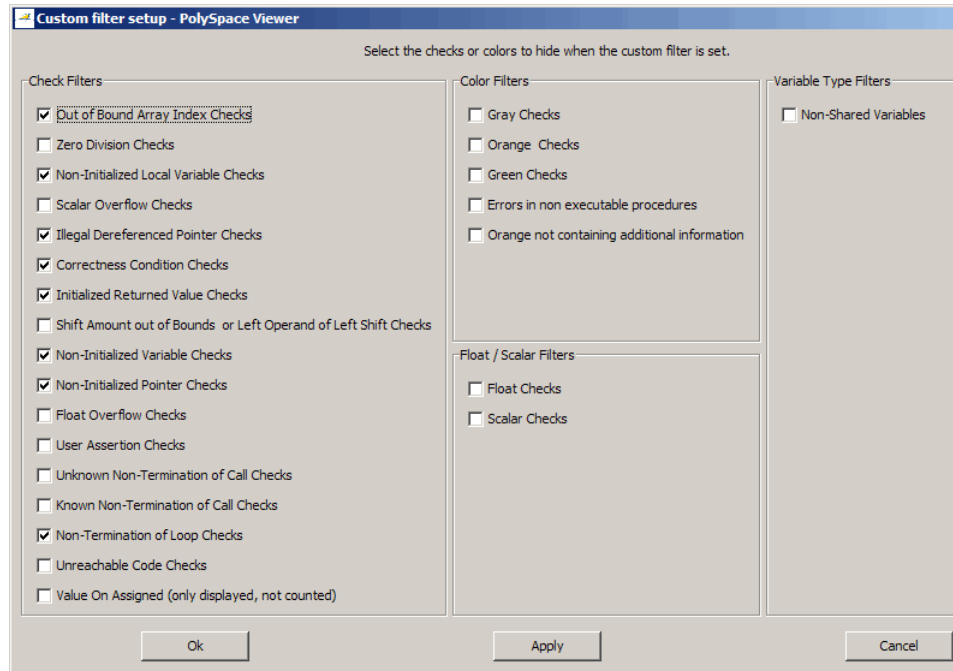 Custom filter setup - PolySpace Viewer
Select the checks or colors to hide when the custom filter is set.
Check Filters
Out of Bound Array Index Checks
Zero Division Checks
Non-Initialized Local Variable Checks
Scalar Overflow Checks
Illegal Dereferenced Pointer Checks
Correctness Condition Checks
Initialized Returned Value Checks
Shift Amount out of Bounds or Left Operand of Left Shift Checks
Non-Initialized Variable Checks
Non-Initialized Pointer Checks
Float Overflow Checks
User Assertion Checks
Unknown Non-Termination of Call Checks
Known Non-Termination of Call Checks
Non-Termination of Loop Checks
Unreachable Code Checks
Value On Assigned (only displayed, not counted)
Color Filters
Gray Checks
Orange Checks
Green Checks
Errors in non executable procedures
Orange not containing additional information
Float / Scalar Filters
Float Checks
Scalar Checks
Variable Type Filters
Non-Shared Variables
Ok
Apply
Cancel